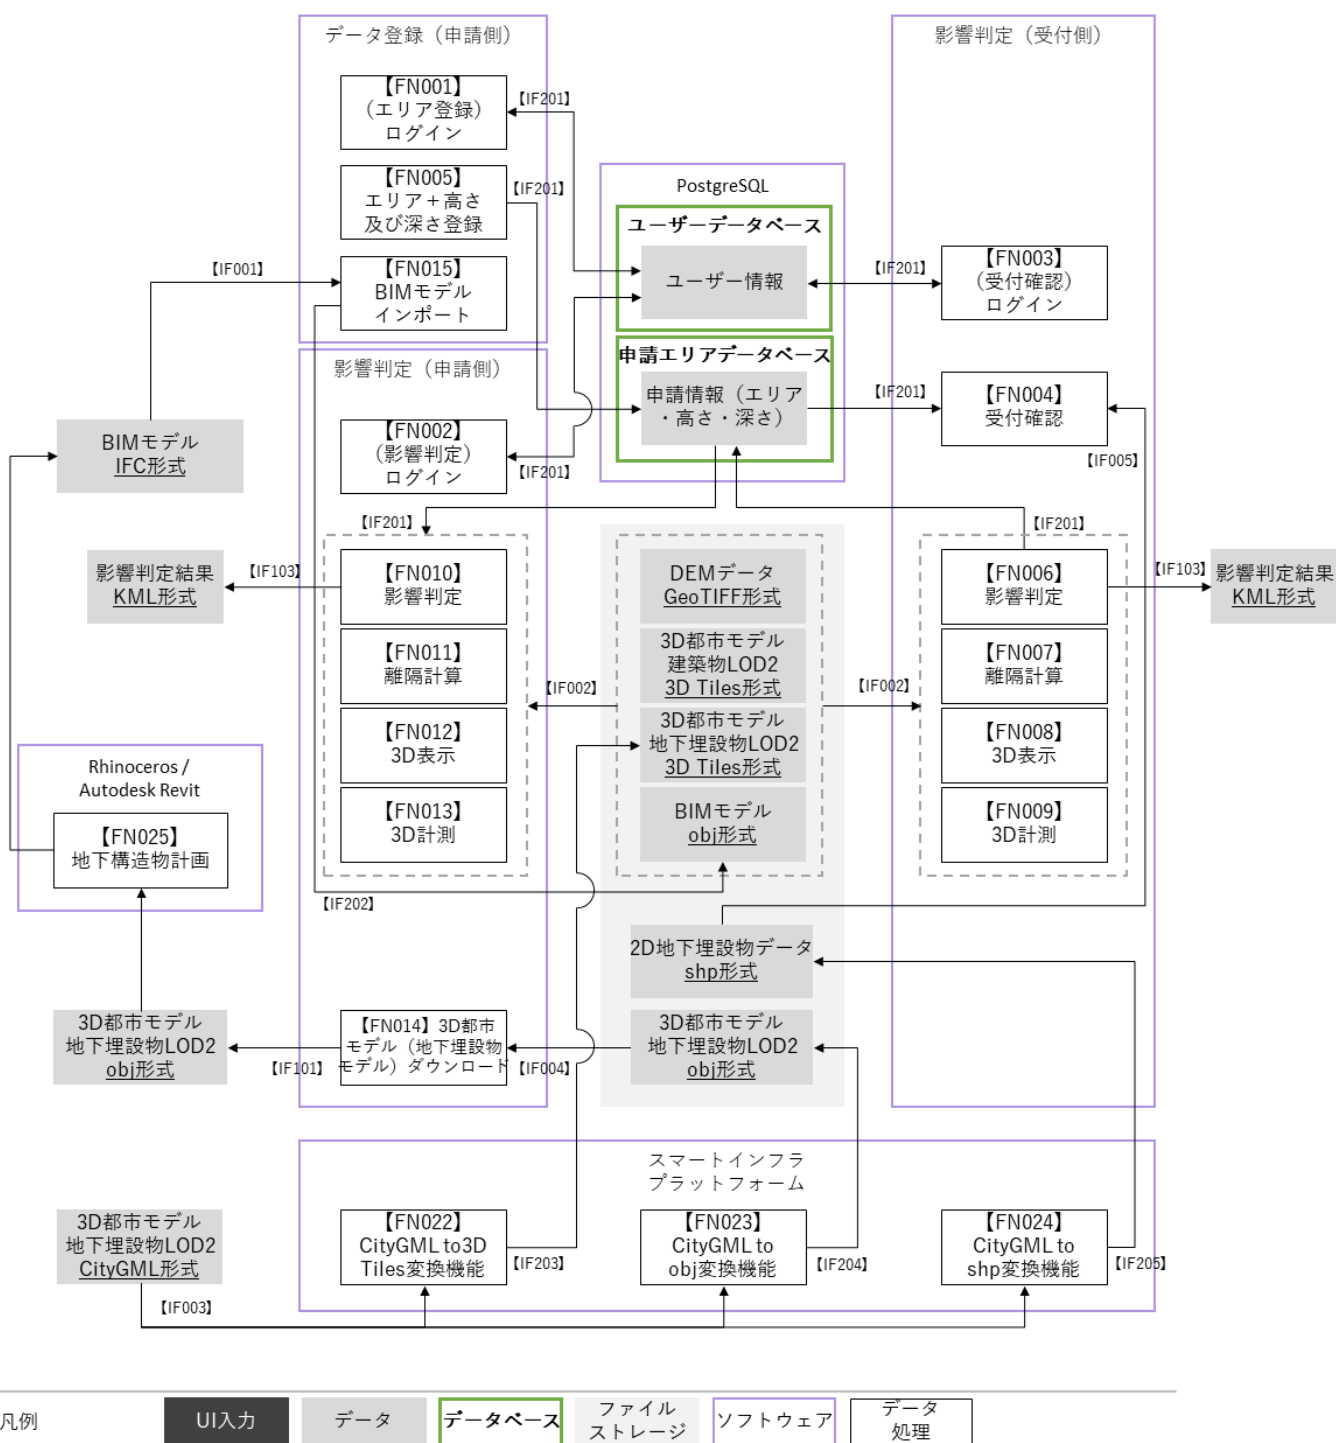 データ登録（申請側）
【FN001】
（エリア登録）
ログイン
【IF201】
【FN005】
エリア＋高さ
及び深さ登録
【IF201】
【FN015】
BIMモデル
インポート
【IF001】
影響判定（申請側）
【FN002】
（影響判定）
ログイン
【IF201】
【IF201】
【FN010】
影響判定
【FN011】
離隔計算
【FN012】
3D表示
【FN013】
3D計測
【IF103】
影響判定結果
KML形式
BIMモデル
IFC形式
Rhinoceros /
Autodesk Revit
【FN025】
地下構造物計画
【IF202】
【FN014】3D都市
モデル（地下埋設物
モデル）ダウンロード
【IF101】
【IF004】
3D都市モデル
地下埋設物LOD2
obj形式
PostgreSQL
ユーザーデータベース
ユーザー情報
申請エリアデータベース
申請情報（エリア
・高さ・深さ）
DEMデータ
GeoTIFF形式
3D都市モデル
建築物LOD2
3D Tiles形式
3D都市モデル
地下埋設物LOD2
3D Tiles形式
BIMモデル
obj形式
【IF002】
【IF002】
2D地下埋設物データ
shp形式
3D都市モデル
地下埋設物LOD2
obj形式
影響判定（受付側）
【IF201】
【FN003】
（受付確認）
ログイン
【IF201】
【FN004】
受付確認
【IF005】
【IF201】
【FN006】
影響判定
【FN007】
離隔計算
【FN008】
3D表示
【FN009】
3D計測
【IF103】
影響判定結果
KML形式
スマートインフラ
プラットフォーム
3D都市モデル
地下埋設物LOD2
CityGML形式
【IF003】
【FN022】
CityGML to3D
Tiles変換機能
【IF203】
【FN023】
CityGML to
obj変換機能
【IF204】
【FN024】
CityGML to
shp変換機能
【IF205】
凡例
UI入力
データ
データベース
ファイル
ストレージ
ソフトウェア
データ
処理